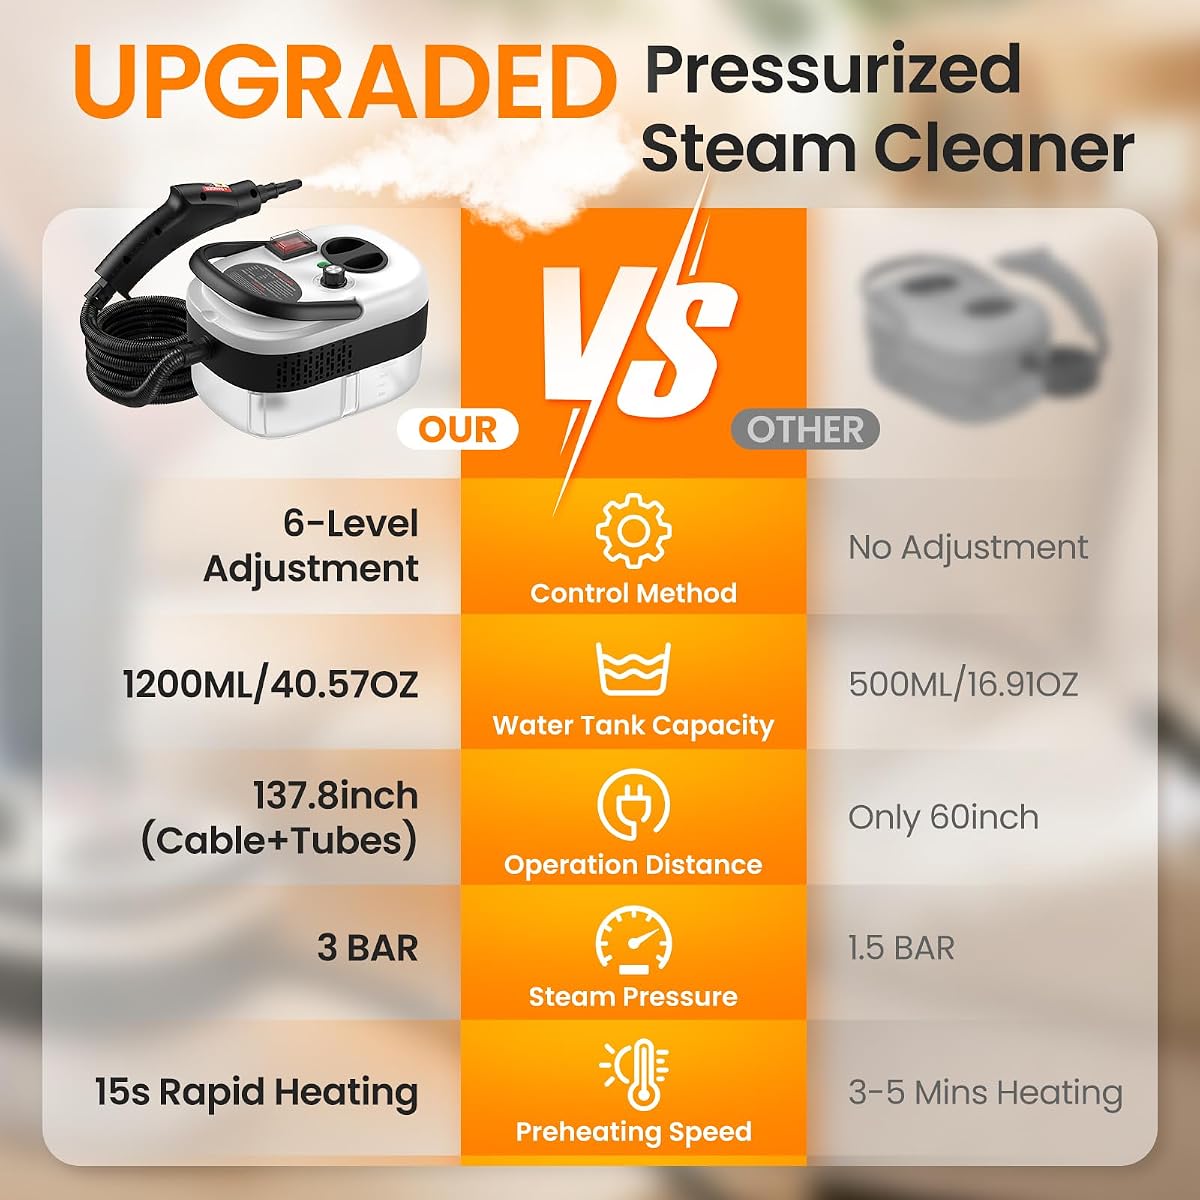 UPGRADED
Pressurized
Steam Cleaner
VS
OUR
OTHER
6-Level
Adjustment
Control Method
No Adjustment
1200ML/40.57OZ
Water Tank Capacity
500ML/16.91OZ
137.8inch
(Cable+Tubes)
Operation Distance
Only 60inch
3 BAR
Steam Pressure
1.5 BAR
15s Rapid Heating
Preheating Speed
3-5 Mins Heating